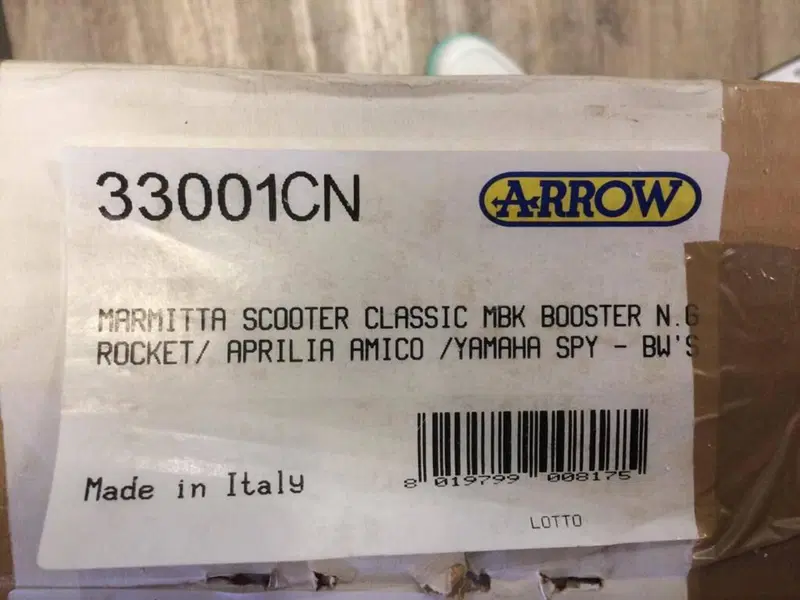 33001CN
ARROW
MARMITTA SCOOTER CLASSIC MBK BOOSTER N.G
ROCKET/ APRILIA AMICO /YAMAHA SPY - BW'S
8 019799 008175
Made in Italy
LOTTO